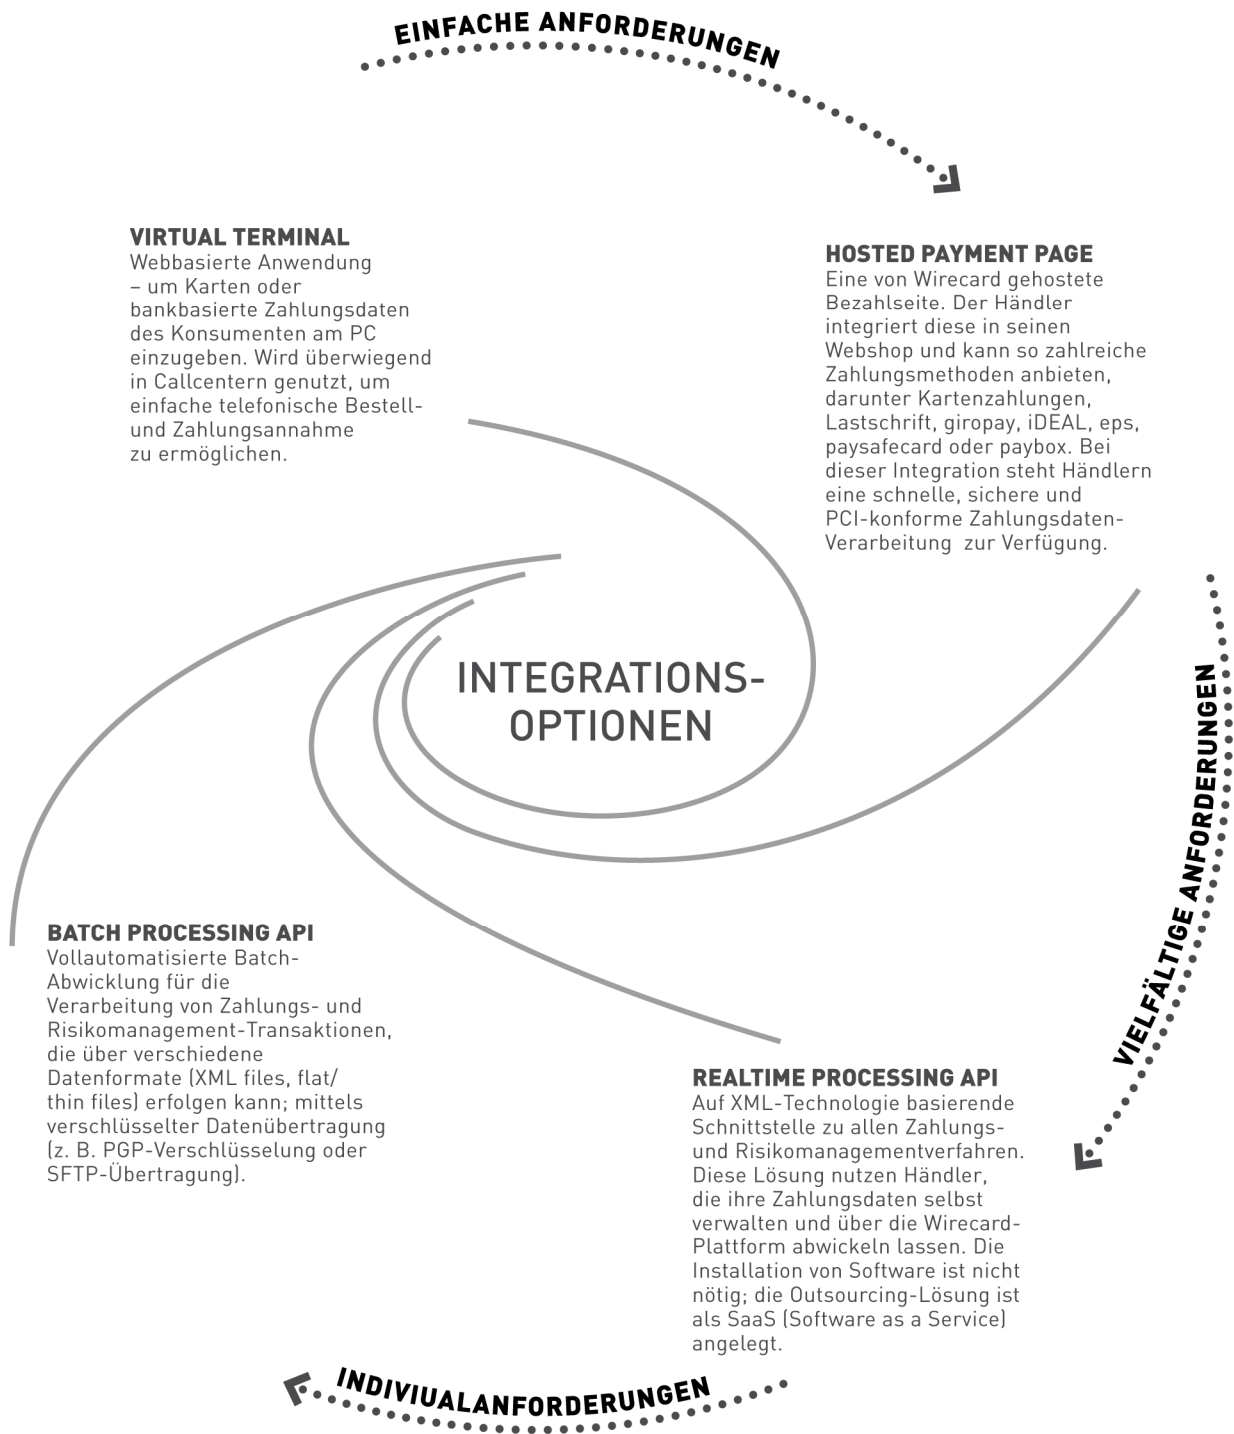 EINFACHE ANFORDERUNGEN
VIRTUAL TERMINAL
Webbasierte Anwendung
– um Karten oder
bankbasierte Zahlungsdaten
des Konsumenten am PC
einzugeben. Wird überwiegend
in Callcentern genutzt, um
einfache telefonische Bestell-
und Zahlungsannahme
zu ermöglichen.
HOSTED PAYMENT PAGE
Eine von Wirecard gehostete
Bezahlseite. Der Händler
integriert diese in seinen
Webshop und kann so zahlreiche
Zahlungsmethoden anbieten,
darunter Kartenzahlungen,
Lastschrift, giropay, iDEAL, eps,
paysafecard oder paybox. Bei
dieser Integration steht Händlern
eine schnelle, sichere und
PCI-konforme Zahlungsdaten-
Verarbeitung zur Verfügung.
INTEGRATIONS-
OPTIONEN
VIELFÄLTIGE ANFORDERUNGEN
BATCH PROCESSING API
Vollautomatisierte Batch-
Abwicklung für die
Verarbeitung von Zahlungs- und
Risikomanagement-Transaktionen,
die über verschiedene
Datenformate (XML files, flat/
thin files) erfolgen kann; mittels
verschlüsselter Datenübertragung
(z. B. PGP-Verschlüsselung oder
SFTP-Übertragung).
REALTIME PROCESSING API
Auf XML-Technologie basierende
Schnittstelle zu allen Zahlungs-
und Risikomanagementverfahren.
Diese Lösung nutzen Händler,
die ihre Zahlungsdaten selbst
verwalten und über die Wirecard-
Plattform abwickeln lassen. Die
Installation von Software ist nicht
nötig; die Outsourcing-Lösung ist
als SaaS (Software as a Service)
angelegt.
INDIVIUALANFORDERUNGEN